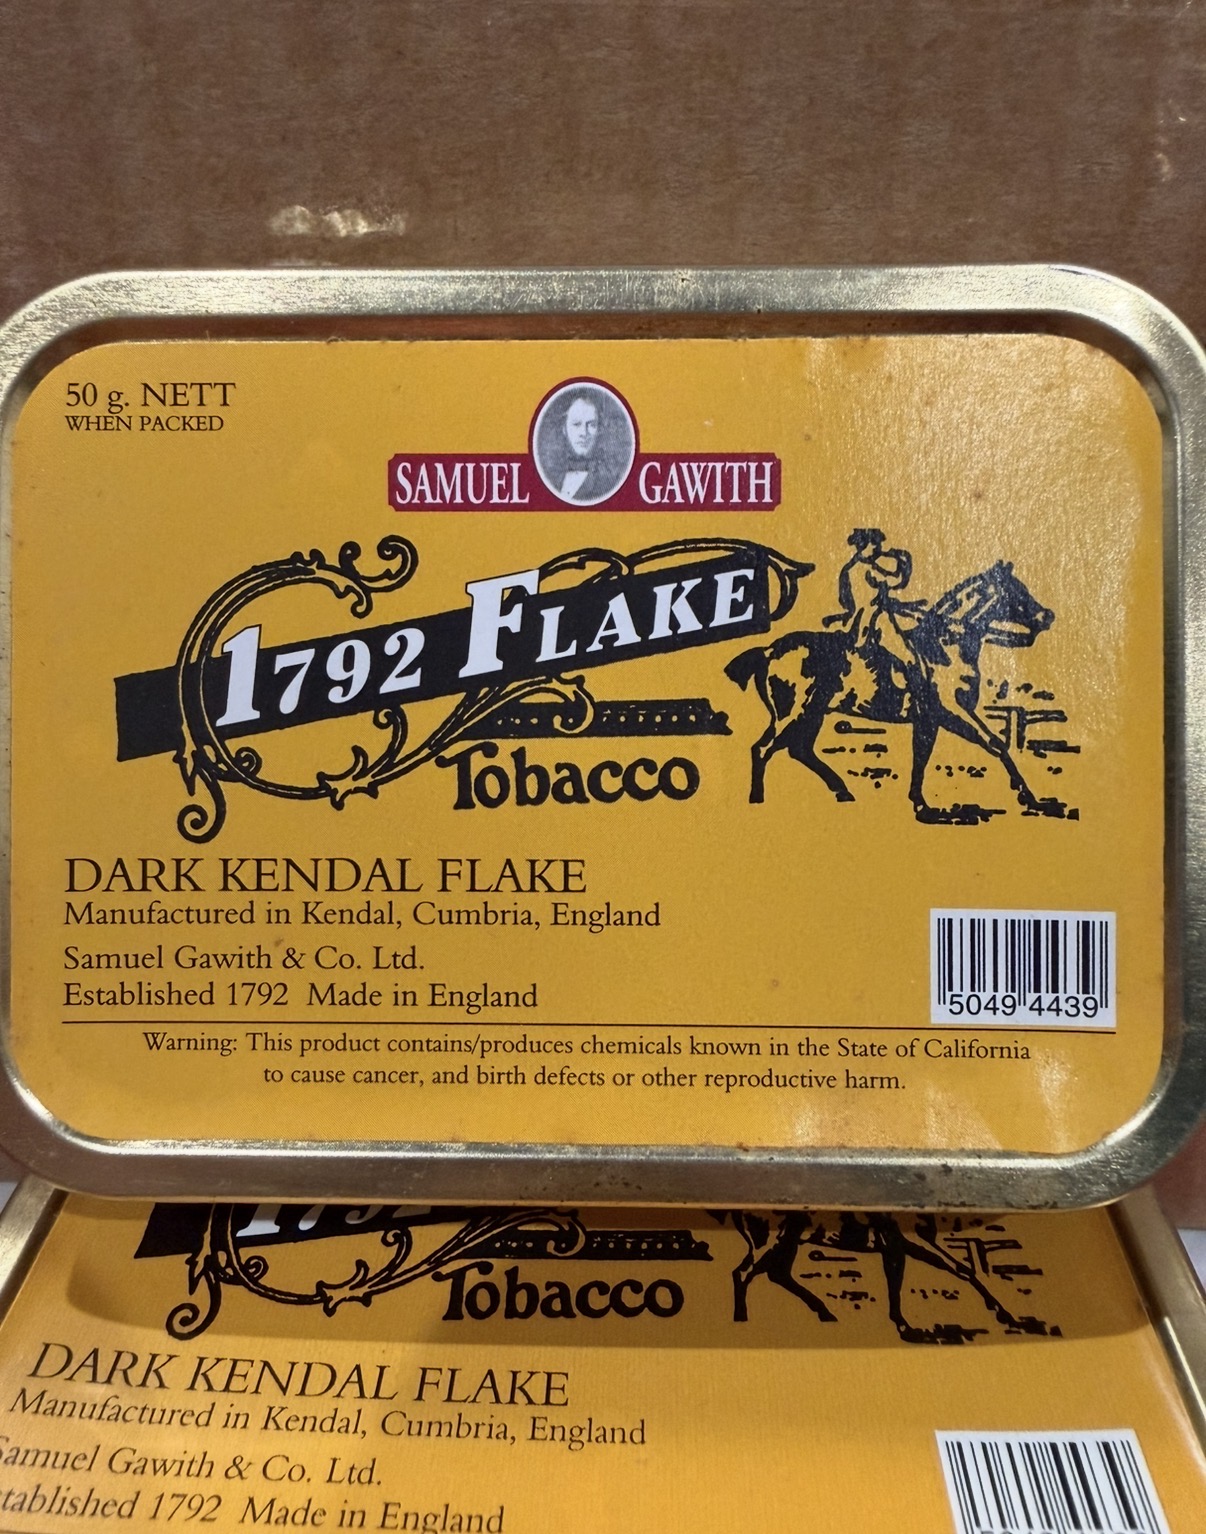 50 g. NETT
WHEN PACKED
SAMUEL GAWITH
1792 FLAKE
Tobacco
DARK KENDAL FLAKE
Manufactured in Kendal, Cumbria, England
Samuel Gawith & Co. Ltd.
Established 1792 Made in England
5049 4439
Warning: This product contains/produces chemicals known in the State of California
to cause cancer, and birth defects or other reproductive harm.
1792
Tobacco
DARK KENDAL FLAKE
Manufactured in Kendal, Cumbria, England
Samuel Gawith & Co. Ltd.
tablished 1792 Made in England